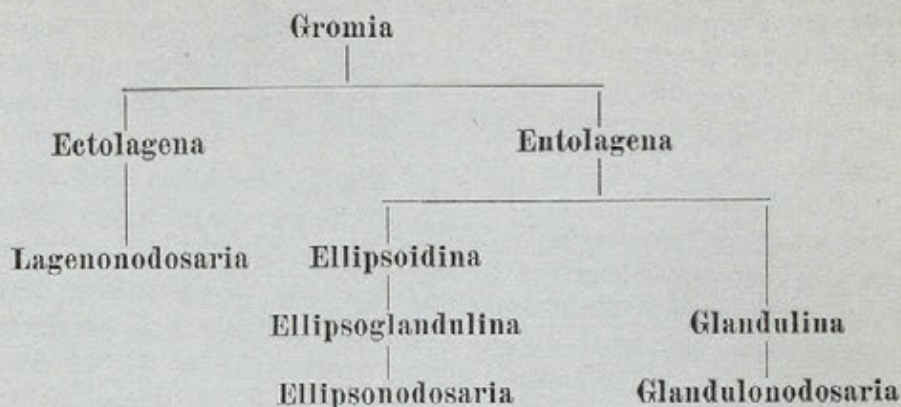 Gromia
Ectolagena Entolagena
Lagenonodosaria Ellipsoidina
Ellipsoglandulina Glandulina
Ellipsonodosaria Glandulonodosaria